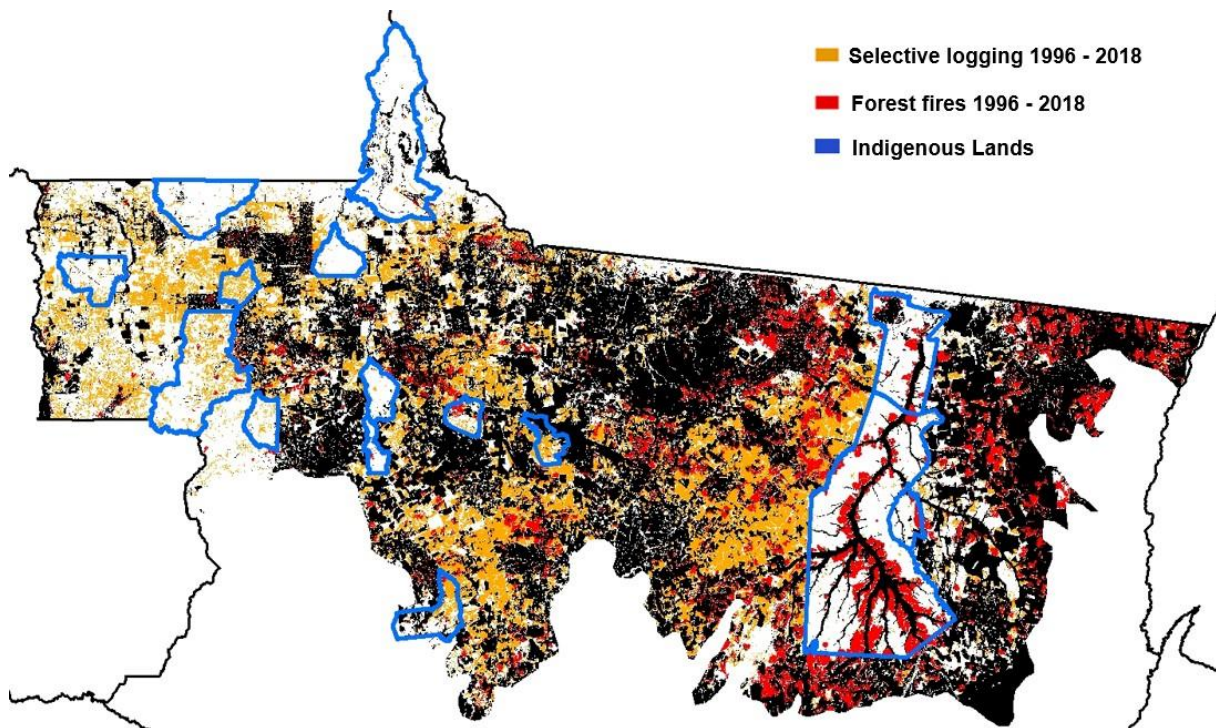 Selective logging 1996 - 2018
Forest fires 1996 - 2018
Indigenous Lands